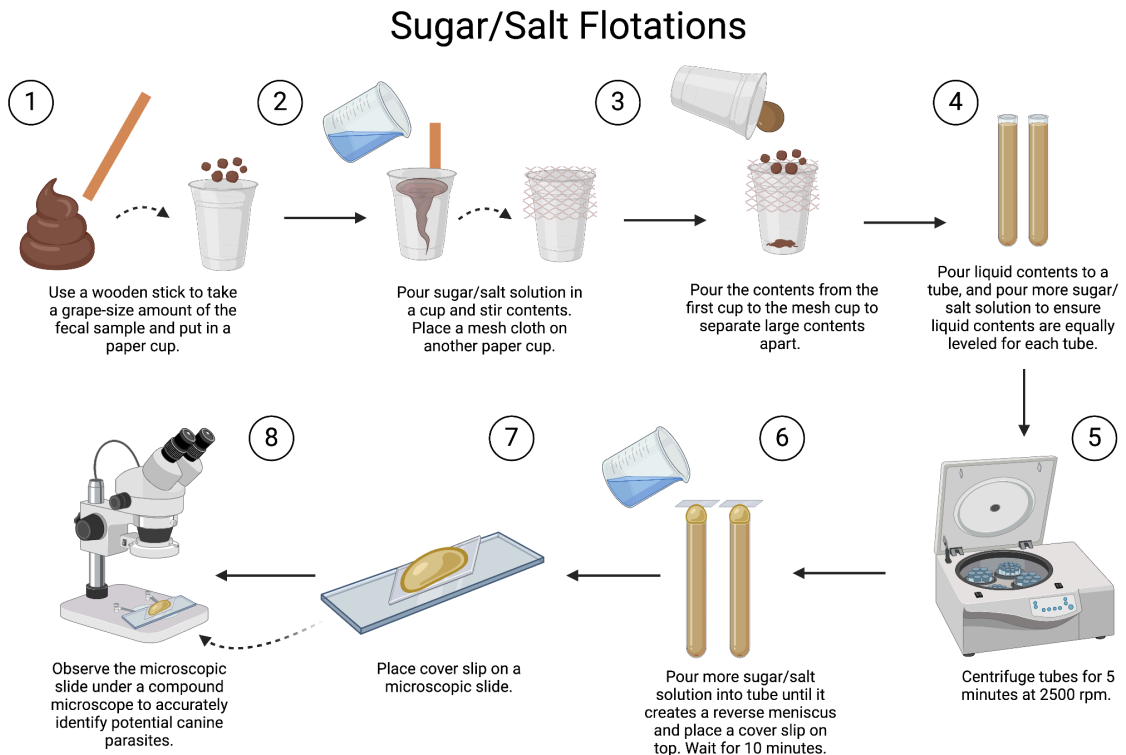 Sugar/Salt Flotations
1
Use a wooden stick to take
a grape-size amount of the
fecal sample and put in a
paper cup.
2
Pour sugar/salt solution in
a cup and stir contents.
Place a mesh cloth on
another paper cup.
3
Pour the contents from the
first cup to the mesh cup to
separate large contents
apart.
4
Pour liquid contents to a
tube, and pour more sugar/
salt solution to ensure
liquid contents are equally
leveled for each tube.
5
Centrifuge tubes for 5
minutes at 2500 rpm.
6
Pour more sugar/salt
solution into tube until it
creates a reverse meniscus
and place a cover slip on
top. Wait for 10 minutes.
7
Place cover slip on a
microscopic slide.
8
Observe the microscopic
slide under a compound
microscope to accurately
identify potential canine
parasites.